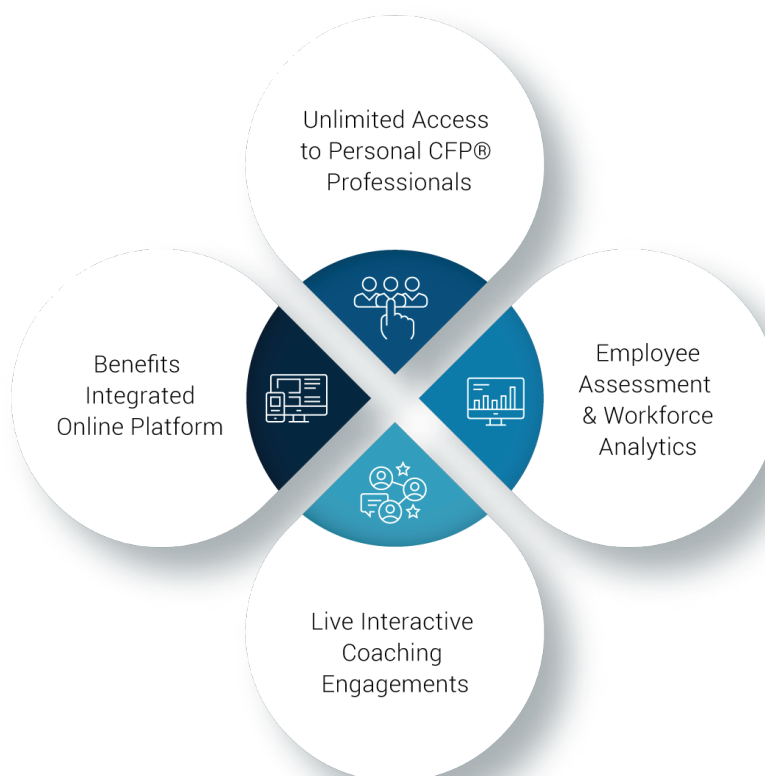 Unlimited Access
to Personal CFP®
Professionals
Benefits
Integrated
Online Platform
Employee
Assessment
& Workforce
Analytics
Live Interactive
Coaching
Engagements